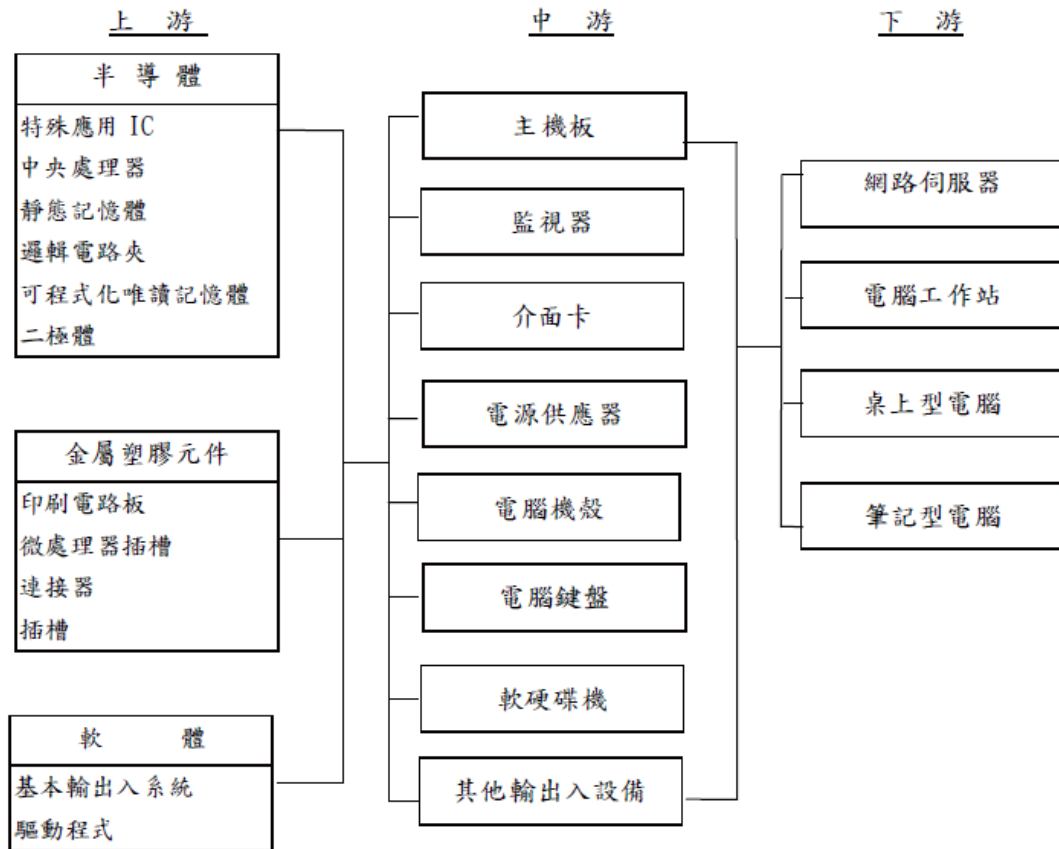 上 游
半 導 體
特殊應用 IC
中央處理器
靜態記憶體
邏輯電路夾
可程式化唯讀記憶體
二極體
金屬塑膠元件
印刷電路板
微處理器插槽
連接器
插槽
軟 體
基本輸出入系統
驅動程式
中 游
主機板
監視器
介面卡
電源供應器
電腦機殼
電腦鍵盤
軟硬碟機
其他輸出入設備
下 游
網路伺服器
電腦工作站
桌上型電腦
筆記型電腦